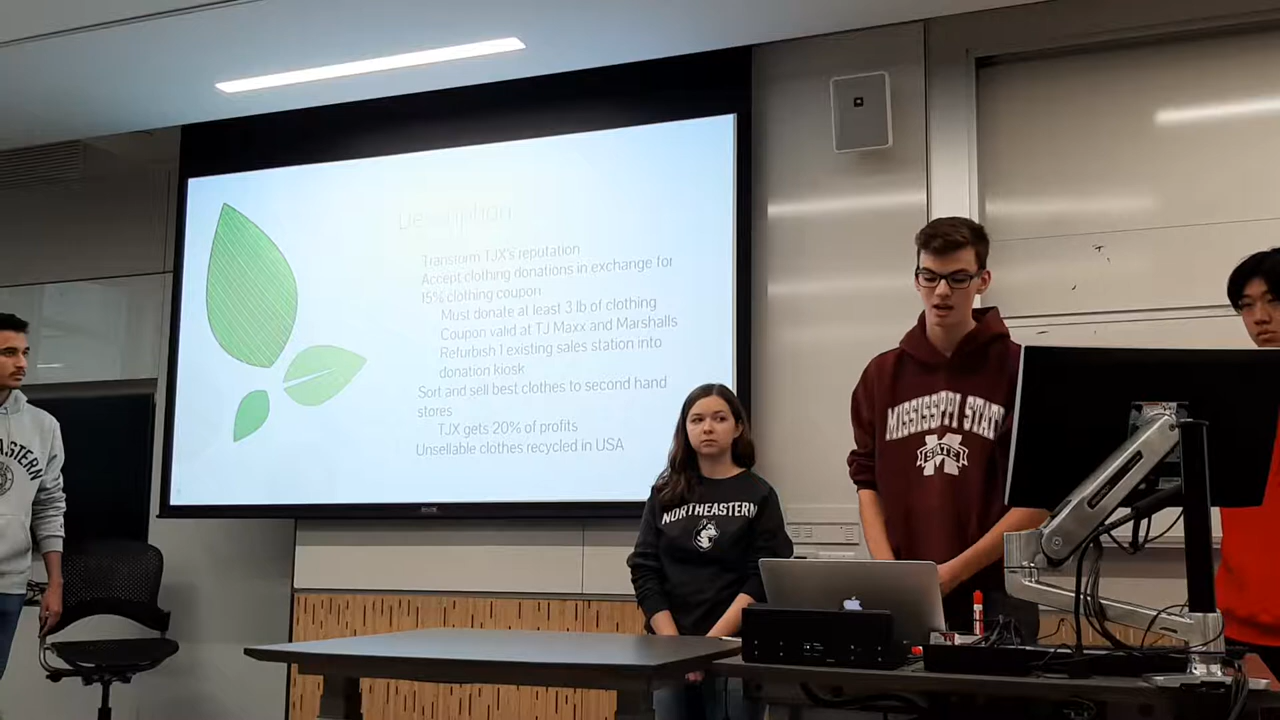 Description
Transform TJX's reputation
Accept clothing donations in exchange for
15% clothing coupon
Must donate at least 3 lb of clothing
Coupon valid at TJ Maxx and Marshalls
Refurbish 1 existing sales station into
donation kiosk
Sort and sell best clothes to second hand
stores
TJX gets 20% of profits
Unsellable clothes recycled in USA
EASTERN
NORTHEASTERN
MISSISSIPPI STATE
STATE